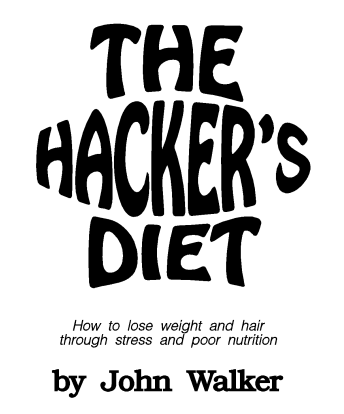 THE
HACKER'S
DIET
How to lose weight and hair
through stress and poor nutrition
by John Walker